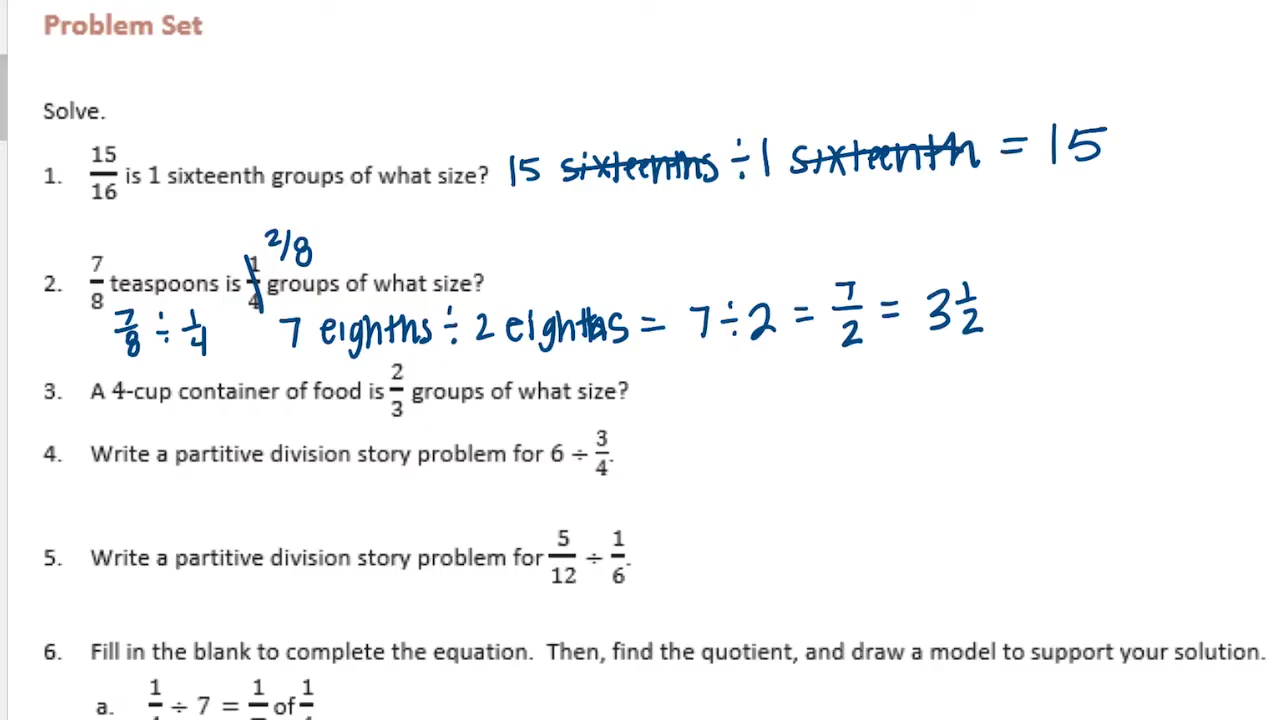 Problem Set
Solve.
1. 15/16 is 1 sixteenth groups of what size? 15 sixteenths ÷ 1 sixteenth = 15
2/8
2. 7/8 teaspoons is 1/4 groups of what size?
7/8 ÷ 1/4 7 eighths ÷ 2 eighths = 7 ÷ 2 = 7/2 = 3 1/2
3. A 4-cup container of food is 2/3 groups of what size?
4. Write a partitive division story problem for 6 ÷ 3/4.
5. Write a partitive division story problem for 5/12 ÷ 1/6.
6. Fill in the blank to complete the equation. Then, find the quotient, and draw a model to support your solution.
a. ÷ 7 = of